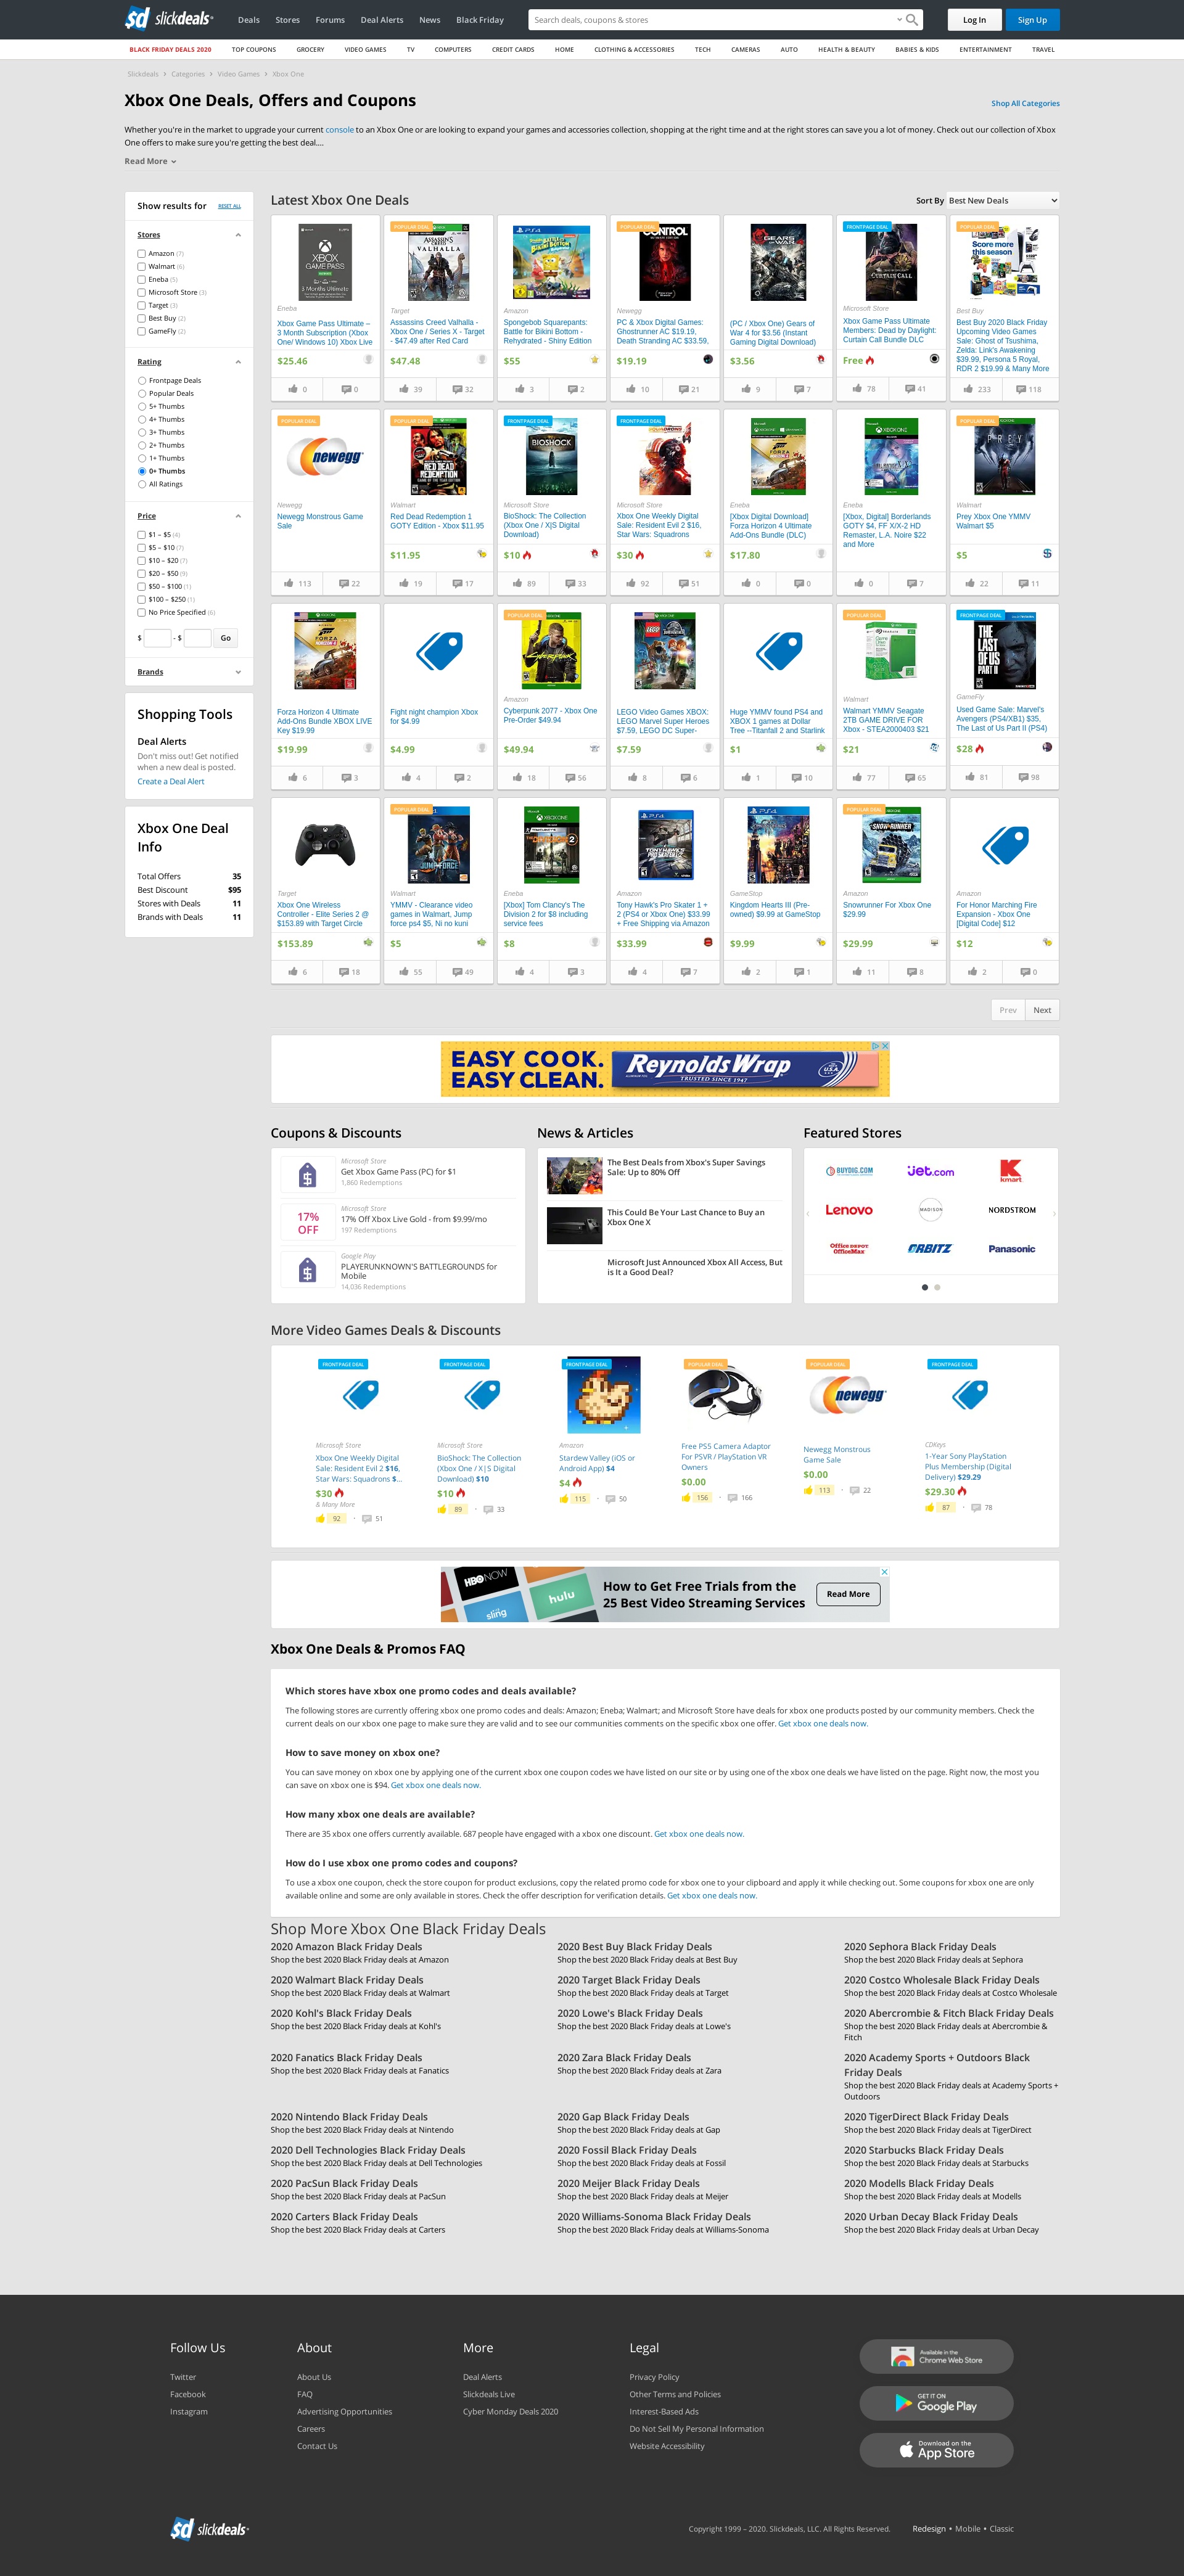 slickdeals
Deals Stores Forums Deal Alerts News Black Friday
Search deals, coupons & stores
Log In Sign Up
BLACK FRIDAY DEALS 2020 TOP COUPONS GROCERY VIDEO GAMES TV COMPUTERS CREDIT CARDS HOME CLOTHING & ACCESSORIES TECH CAMERAS AUTO HEALTH & BEAUTY BABIES & KIDS ENTERTAINMENT TRAVEL
Slickdeals > Categories > Video Games > Xbox One
Xbox One Deals, Offers and Coupons
Shop All Categories
Whether you're in the market to upgrade your current console to an Xbox One or are looking to expand your games and accessories collection, shopping at the right time and at the right stores can save you a lot of money. Check out our collection of Xbox
One offers to make sure you're getting the best deal....
Read More
Show results for RESET ALL
Stores
Amazon (7)
Walmart (6)
Eneba (5)
Microsoft Store (3)
Target (3)
Best Buy (2)
GameFly (2)
Rating
Frontpage Deals
Popular Deals
5+ Thumbs
4+ Thumbs
3+ Thumbs
2+ Thumbs
1+ Thumbs
0+ Thumbs
All Ratings
Price
$1 – $5 (4)
$5 – $10 (7)
$10 – $20 (7)
$20 – $50 (9)
$50 – $100 (1)
$100 – $250 (1)
No Price Specified (6)
$ - $ Go
Brands
Shopping Tools
Deal Alerts
Don't miss out! Get notified
when a new deal is posted.
Create a Deal Alert
Xbox One Deal
Info
Total Offers 35
Best Discount $95
Stores with Deals 11
Brands with Deals 11
Latest Xbox One Deals
Sort By Best New Deals
Eneba
Xbox Game Pass Ultimate –
3 Month Subscription (Xbox
One/ Windows 10) Xbox Live
$25.46
0 0
POPULAR DEAL
Target
Assassins Creed Valhalla -
Xbox One / Series X - Target
- $47.49 after Red Card
$47.48
39 32
Amazon
Spongebob Squarepants:
Battle for Bikini Bottom -
Rehydrated - Shiny Edition
$55
3 2
POPULAR DEAL
Newegg
PC & Xbox Digital Games:
Ghostrunner AC $19.19,
Death Stranding AC $33.59,
$19.19
10 21
(PC / Xbox One) Gears of
War 4 for $3.56 (Instant
Gaming Digital Download)
$3.56
9 7
FRONTPAGE DEAL
Microsoft Store
Xbox Game Pass Ultimate
Members: Dead by Daylight:
Curtain Call Bundle DLC
Free
78 41
POPULAR DEAL
Score more
this season
Best Buy
Best Buy 2020 Black Friday
Upcoming Video Games
Sale: Ghost of Tsushima,
Zelda: Link's Awakening
$39.99, Persona 5 Royal,
RDR 2 $19.99 & Many More
233 118
POPULAR DEAL
newegg
Newegg
Newegg Monstrous Game
Sale
113 22
POPULAR DEAL
Walmart
Red Dead Redemption 1
GOTY Edition - Xbox $11.95
$11.95
19 17
FRONTPAGE DEAL
Microsoft Store
BioShock: The Collection
(Xbox One / X|S Digital
Download)
$10
89 33
FRONTPAGE DEAL
Microsoft Store
Xbox One Weekly Digital
Sale: Resident Evil 2 $16,
Star Wars: Squadrons
$30
92 51
Eneba
[Xbox Digital Download]
Forza Horizon 4 Ultimate
Add-Ons Bundle (DLC)
$17.80
0 0
Eneba
[Xbox, Digital] Borderlands
GOTY $4, FF X/X-2 HD
Remaster, L.A. Noire $22
and More
0 7
POPULAR DEAL
Walmart
Prey Xbox One YMMV
Walmart $5
$5
22 11
Forza Horizon 4 Ultimate
Add-Ons Bundle XBOX LIVE
Key $19.99
$19.99
6 3
Fight night champion Xbox
for $4.99
$4.99
4 2
POPULAR DEAL
Amazon
Cyberpunk 2077 - Xbox One
Pre-Order $49.94
$49.94
18 56
LEGO Video Games XBOX:
LEGO Marvel Super Heroes
$7.59, LEGO DC Super-
$7.59
8 6
Huge YMMV found PS4 and
XBOX 1 games at Dollar
Tree --Titanfall 2 and Starlink
$1
1 10
POPULAR DEAL
Walmart
Walmart YMMV Seagate
2TB GAME DRIVE FOR
Xbox - STEA2000403 $21
$21
77 65
FRONTPAGE DEAL
GameFly
Used Game Sale: Marvel's
Avengers (PS4/XB1) $35,
The Last of Us Part II (PS4)
$28
81 98
Target
Xbox One Wireless
Controller - Elite Series 2 @
$153.89 with Target Circle
$153.89
6 18
POPULAR DEAL
Walmart
YMMV - Clearance video
games in Walmart, Jump
force ps4 $5, Ni no kuni
$5
55 49
Eneba
[Xbox] Tom Clancy's The
Division 2 for $8 including
service fees
$8
4 3
Amazon
Tony Hawk's Pro Skater 1 +
2 (PS4 or Xbox One) $33.99
+ Free Shipping via Amazon
$33.99
4 7
GameStop
Kingdom Hearts III (Pre-
owned) $9.99 at GameStop
$9.99
2 1
POPULAR DEAL
Amazon
Snowrunner For Xbox One
$29.99
$29.99
11 8
Amazon
For Honor Marching Fire
Expansion - Xbox One
[Digital Code] $12
$12
2 0
Prev Next
EASY COOK.
EASY CLEAN.
Reynolds Wrap
TRUSTED SINCE 1947
Coupons & Discounts
Microsoft Store
Get Xbox Game Pass (PC) for $1
1,860 Redemptions
17%
OFF
Microsoft Store
17% Off Xbox Live Gold - from $9.99/mo
197 Redemptions
Google Play
PLAYERUNKNOWN'S BATTLEGROUNDS for
Mobile
14,036 Redemptions
News & Articles
The Best Deals from Xbox's Super Savings
Sale: Up to 80% Off
This Could Be Your Last Chance to Buy an
Xbox One X
Microsoft Just Announced Xbox All Access, But
is It a Good Deal?
Featured Stores
BUYDIG.COM Jet.com Kmart
Lenovo MADISON NORDSTROM
Office DEPOT OfficeMax ORBITZ Panasonic
More Video Games Deals & Discounts
FRONTPAGE DEAL
Microsoft Store
Xbox One Weekly Digital
Sale: Resident Evil 2 $16,
Star Wars: Squadrons $...
$30
& Many More
92 · 51
FRONTPAGE DEAL
Microsoft Store
BioShock: The Collection
(Xbox One / X|S Digital
Download) $10
$10
89 · 33
FRONTPAGE DEAL
Amazon
Stardew Valley (iOS or
Android App) $4
$4
115 · 50
POPULAR DEAL
Free PS5 Camera Adaptor
For PSVR / PlayStation VR
Owners
$0.00
156 · 166
POPULAR DEAL
newegg
Newegg Monstrous
Game Sale
$0.00
113 · 22
FRONTPAGE DEAL
CDKeys
1-Year Sony PlayStation
Plus Membership (Digital
Delivery) $29.29
$29.30
87 · 78
HBO NOW
sling
hulu
How to Get Free Trials from the
25 Best Video Streaming Services
Read More
Xbox One Deals & Promos FAQ
Which stores have xbox one promo codes and deals available?
The following stores are currently offering xbox one promo codes and deals: Amazon; Eneba; Walmart; and Microsoft Store have deals for xbox one products posted by our community members. Check the
current deals on our xbox one page to make sure they are valid and to see our communities comments on the specific xbox one offer. Get xbox one deals now.
How to save money on xbox one?
You can save money on xbox one by applying one of the current xbox one coupon codes we have listed on our site or by using one of the xbox one deals we have listed on the page. Right now, the most you
can save on xbox one is $94. Get xbox one deals now.
How many xbox one deals are available?
There are 35 xbox one offers currently available. 687 people have engaged with a xbox one discount. Get xbox one deals now.
How do I use xbox one promo codes and coupons?
To use a xbox one coupon, check the store coupon for product exclusions, copy the related promo code for xbox one to your clipboard and apply it while checking out. Some coupons for xbox one are only
available online and some are only available in stores. Check the offer description for verification details. Get xbox one deals now.
Shop More Xbox One Black Friday Deals
2020 Amazon Black Friday Deals
Shop the best 2020 Black Friday deals at Amazon
2020 Best Buy Black Friday Deals
Shop the best 2020 Black Friday deals at Best Buy
2020 Sephora Black Friday Deals
Shop the best 2020 Black Friday deals at Sephora
2020 Walmart Black Friday Deals
Shop the best 2020 Black Friday deals at Walmart
2020 Target Black Friday Deals
Shop the best 2020 Black Friday deals at Target
2020 Costco Wholesale Black Friday Deals
Shop the best 2020 Black Friday deals at Costco Wholesale
2020 Kohl's Black Friday Deals
Shop the best 2020 Black Friday deals at Kohl's
2020 Lowe's Black Friday Deals
Shop the best 2020 Black Friday deals at Lowe's
2020 Abercrombie & Fitch Black Friday Deals
Shop the best 2020 Black Friday deals at Abercrombie &
Fitch
2020 Fanatics Black Friday Deals
Shop the best 2020 Black Friday deals at Fanatics
2020 Zara Black Friday Deals
Shop the best 2020 Black Friday deals at Zara
2020 Academy Sports + Outdoors Black
Friday Deals
Shop the best 2020 Black Friday deals at Academy Sports +
Outdoors
2020 Nintendo Black Friday Deals
Shop the best 2020 Black Friday deals at Nintendo
2020 Gap Black Friday Deals
Shop the best 2020 Black Friday deals at Gap
2020 TigerDirect Black Friday Deals
Shop the best 2020 Black Friday deals at TigerDirect
2020 Dell Technologies Black Friday Deals
Shop the best 2020 Black Friday deals at Dell Technologies
2020 Fossil Black Friday Deals
Shop the best 2020 Black Friday deals at Fossil
2020 Starbucks Black Friday Deals
Shop the best 2020 Black Friday deals at Starbucks
2020 PacSun Black Friday Deals
Shop the best 2020 Black Friday deals at PacSun
2020 Meijer Black Friday Deals
Shop the best 2020 Black Friday deals at Meijer
2020 Modells Black Friday Deals
Shop the best 2020 Black Friday deals at Modells
2020 Carters Black Friday Deals
Shop the best 2020 Black Friday deals at Carters
2020 Williams-Sonoma Black Friday Deals
Shop the best 2020 Black Friday deals at Williams-Sonoma
2020 Urban Decay Black Friday Deals
Shop the best 2020 Black Friday deals at Urban Decay
Follow Us
Twitter
Facebook
Instagram
About
About Us
FAQ
Advertising Opportunities
Careers
Contact Us
More
Deal Alerts
Slickdeals Live
Cyber Monday Deals 2020
Legal
Privacy Policy
Other Terms and Policies
Interest-Based Ads
Do Not Sell My Personal Information
Website Accessibility
Available in the
Chrome Web Store
GET IT ON
Google Play
Download on the
App Store
slickdeals
Copyright 1999 – 2020. Slickdeals, LLC. All Rights Reserved. Redesign • Mobile • Classic